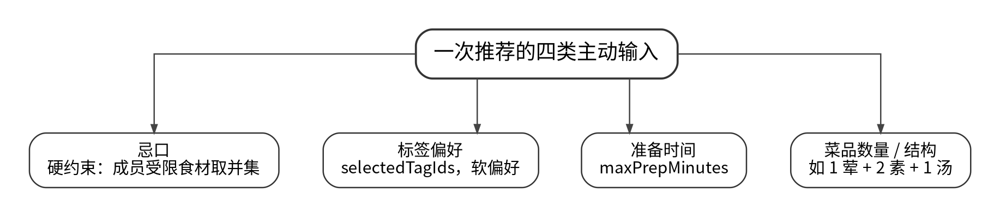 一次推荐的四类主动输入
忌口
硬约束：成员受限食材取并集
标签偏好
selectedTagIds，软偏好
准备时间
maxPrepMinutes
菜品数量 / 结构
如 1 荤 + 2 素 + 1 汤